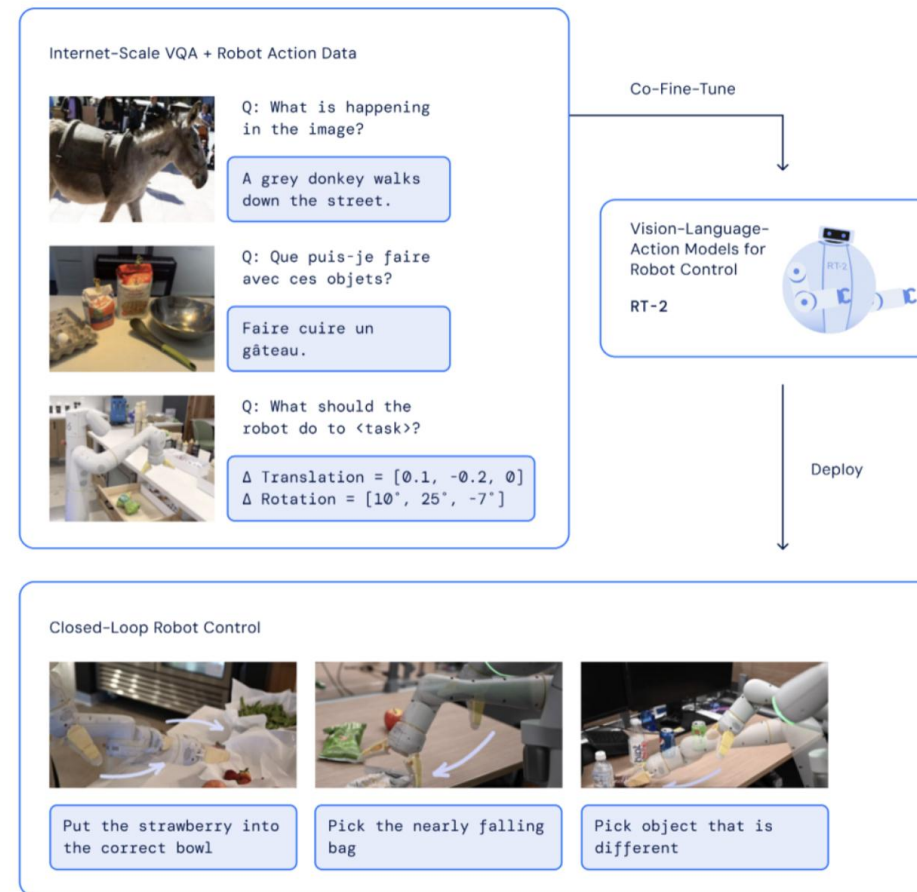 Internet-Scale VQA + Robot Action Data
Q: What is happening
in the image?
A grey donkey walks
down the street.
Q: Que puis-je faire
avec ces objets?
Faire cuire un
gâteau.
Q: What should the
robot do to <task>?
Δ Translation = [0.1, -0.2, 0]
Δ Rotation = [10°, 25°, -7°]
Co-Fine-Tune
Vision-Language-
Action Models for
Robot Control
RT-2
RT-2
Deploy
Closed-Loop Robot Control
Put the strawberry into
the correct bowl
Pick the nearly falling
bag
Pick object that is
different